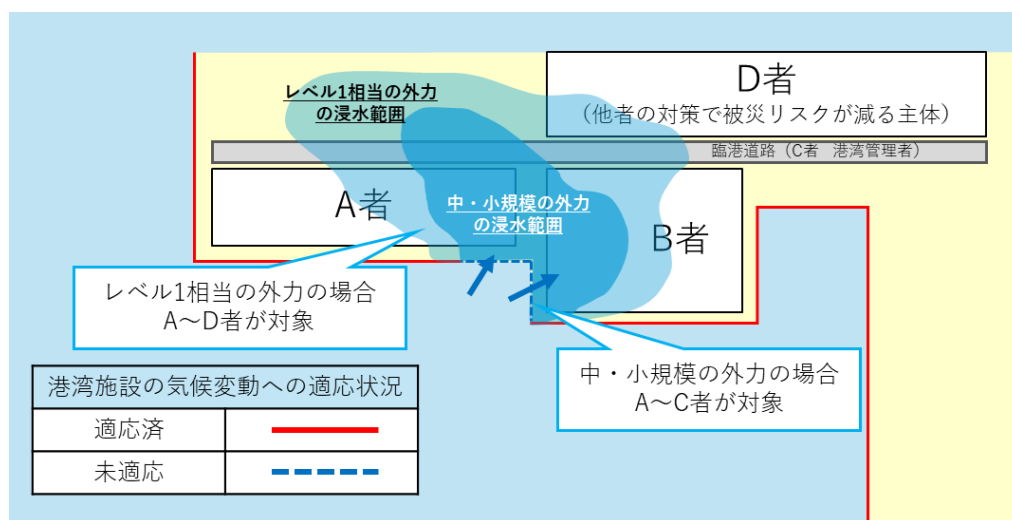 レベル1相当の外力
の浸水範囲
D者
（他者の対策で被災リスクが減る主体）
臨港道路（C者　港湾管理者）
A者
中・小規模の外力
の浸水範囲
B者
レベル1相当の外力の場合
A～D者が対象
中・小規模の外力の場合
A～C者が対象
港湾施設の気候変動への適応状況
適応済
未適応